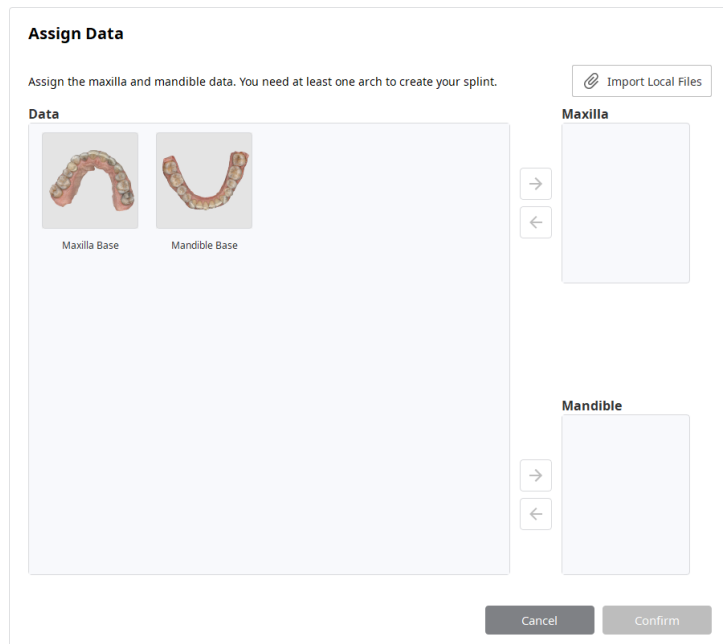 Assign Data
Assign the maxilla and mandible data. You need at least one arch to create your splint.
Import Local Files
Data
Maxilla
Maxilla Base
Mandible Base
Mandible
Cancel
Confirm